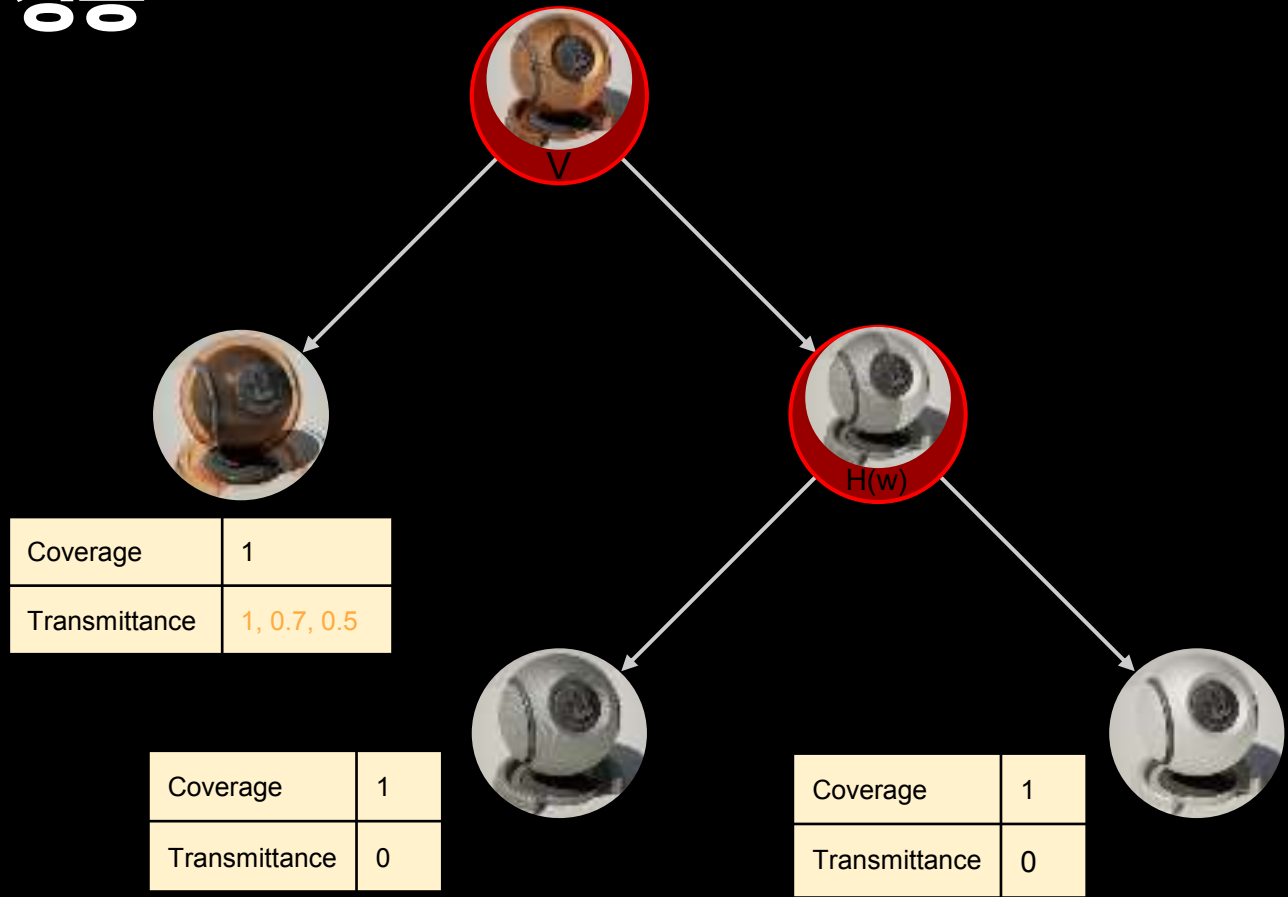 V
H(w)
Coverage 1
Transmittance 1, 0.7, 0.5
Coverage 1
Transmittance 0
Coverage 1
Transmittance 0